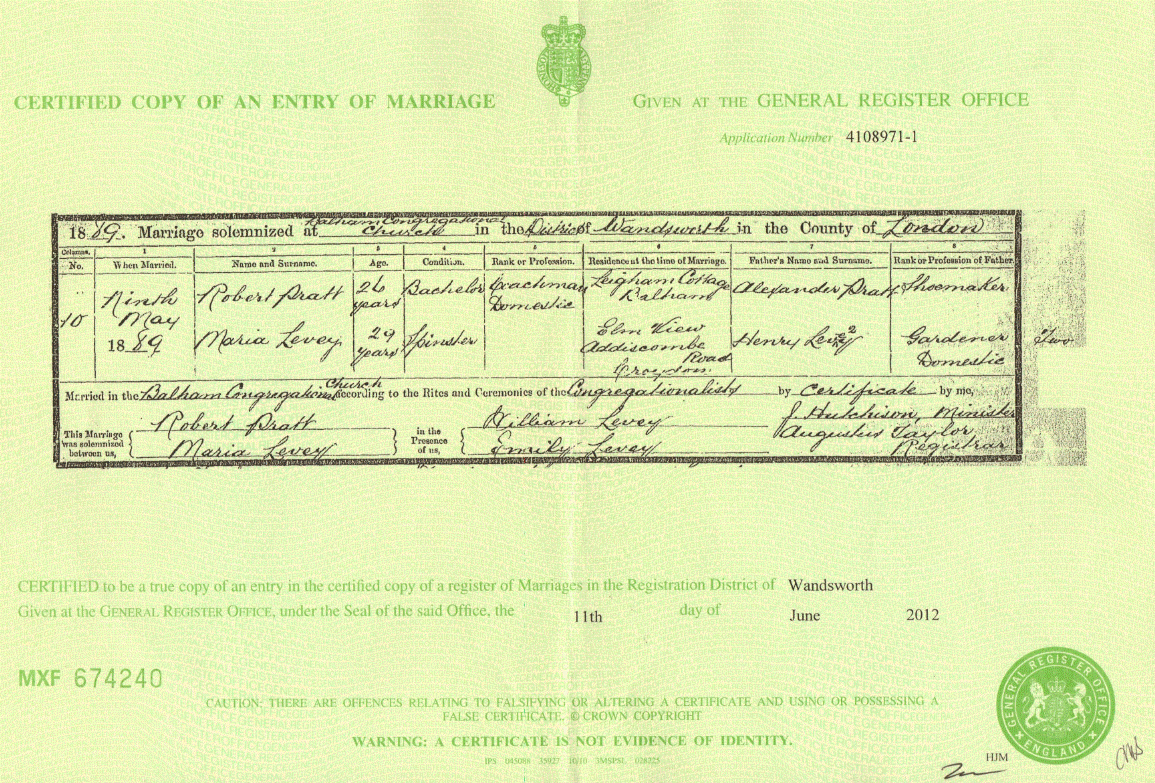 CERTIFIED COPY OF AN ENTRY OF MARRIAGE
GIVEN AT THE GENERAL REGISTER OFFICE
Application Number 4108971-1
1889. Marriage solemnized at Balham Congregational Church in the District of Wandsworth in the County of London
Columns. 1 2 3 4 5 6 7 8
No. When Married. Name and Surname. Age. Condition. Rank or Profession. Residence at the time of Marriage. Father's Name and Surname. Rank or Profession of Father.
10
Ninth
May
1889
Robert Pratt
26
years
Bachelor
Coachman
Domestic
Leigham Cottage
Balham
Alexander Pratt
Shoemaker
Maria Levey
29
years
Spinster
Elm View
Addiscombe
Road
Croydon
Henry Levey
2
Gardener
Domestic
Two
Married in the Balham Congregational Church according to the Rites and Ceremonies of the Congregationalists by Certificate by me,
This Marriage
was solemnized
between us,
Robert Pratt
Maria Levey
in the
Presence
of us,
William Levey
Emily Levey
J. Hutchison, Minister
Augustus Taylor
Registrar
CERTIFIED to be a true copy of an entry in the certified copy of a register of Marriages in the Registration District of Wandsworth
Given at the GENERAL REGISTER OFFICE, under the Seal of the said Office, the 11th day of June 2012
MXF 674240
CAUTION: THERE ARE OFFENCES RELATING TO FALSIFYING OR ALTERING A CERTIFICATE AND USING OR POSSESSING A
FALSE CERTIFICATE. © CROWN COPYRIGHT
WARNING: A CERTIFICATE IS NOT EVIDENCE OF IDENTITY.
GENERAL REGISTER OFFICE
ENGLAND
HJM